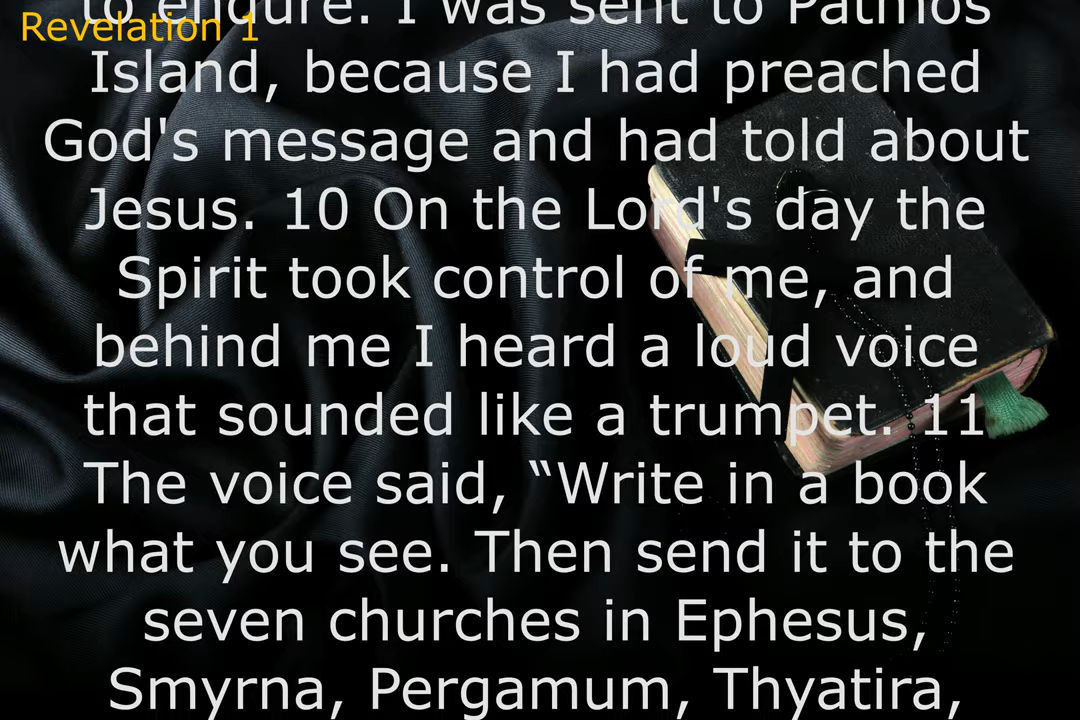 to endure. I was sent to Patmos
Revelation 1
Island, because I had preached
God's message and had told about
Jesus. 10 On the Lord's day the
Spirit took control of me, and
behind me I heard a loud voice
that sounded like a trumpet. 11
The voice said, “Write in a book
what you see. Then send it to the
seven churches in Ephesus,
Smyrna, Pergamum, Thyatira,